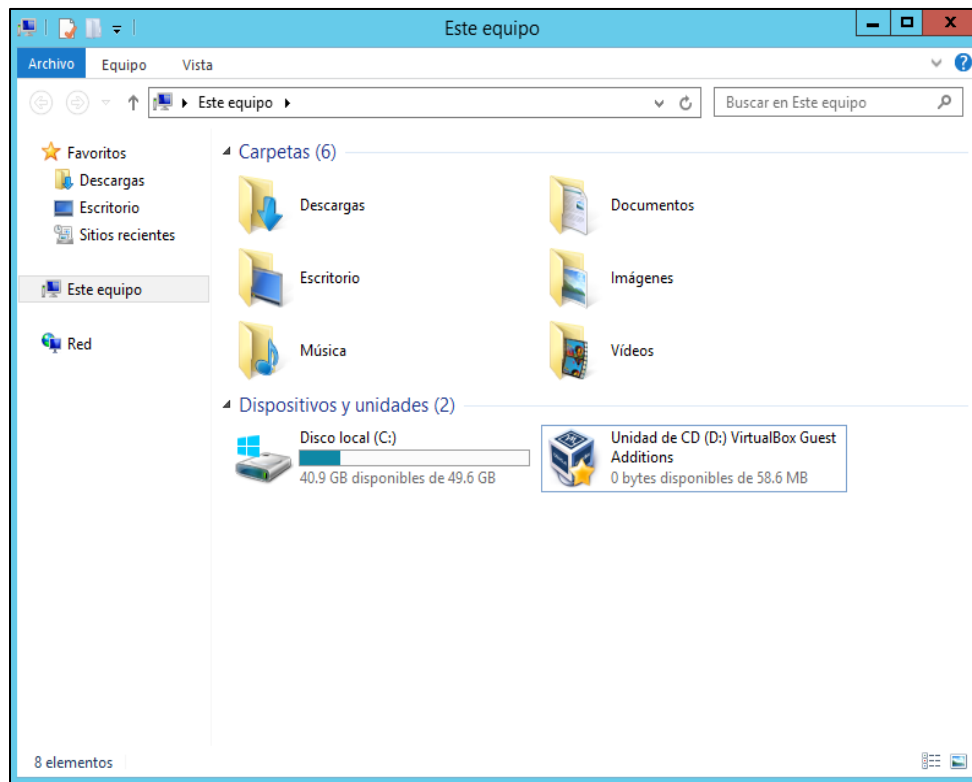 Este equipo
Archivo Equipo Vista
Este equipo
Buscar en Este equipo
Favoritos
Descargas
Escritorio
Sitios recientes
Este equipo
Red
Carpetas (6)
Descargas
Documentos
Escritorio
Imágenes
Música
Vídeos
Dispositivos y unidades (2)
Disco local (C:)
40.9 GB disponibles de 49.6 GB
Unidad de CD (D:) VirtualBox Guest
Additions
0 bytes disponibles de 58.6 MB
8 elementos